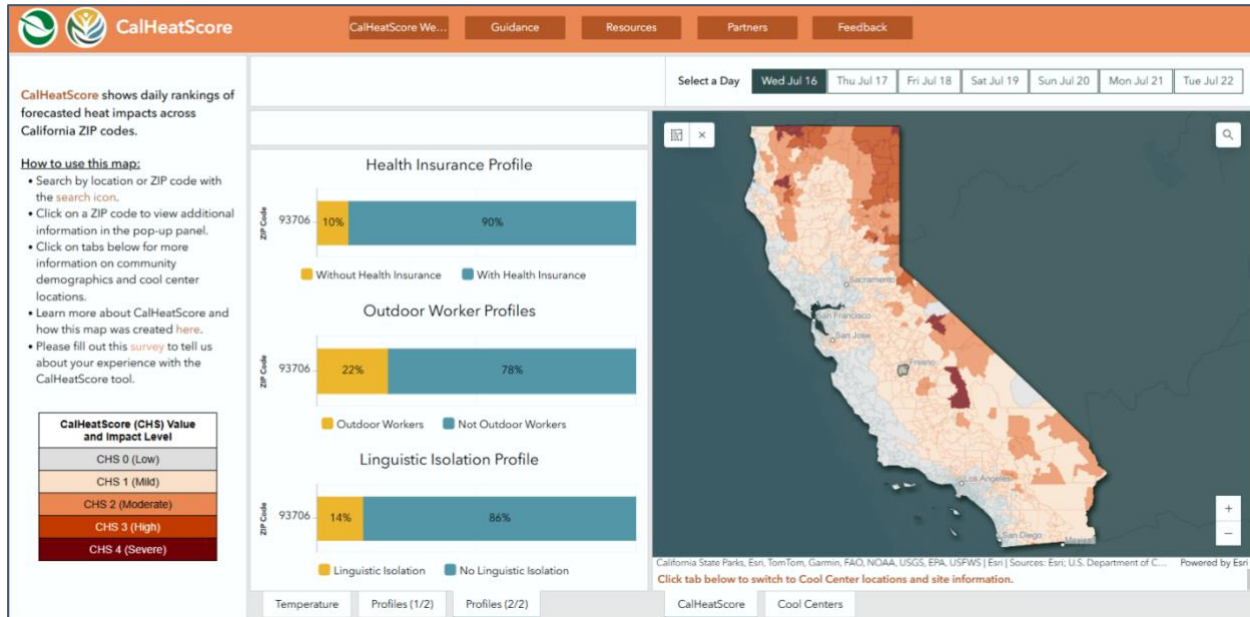 CalHeatScore
CalHeatScore We...
Guidance
Resources
Partners
Feedback
CalHeatScore shows daily rankings of
forecasted heat impacts across
California ZIP codes.
How to use this map:
• Search by location or ZIP code with
the search icon.
• Click on a ZIP code to view additional
information in the pop-up panel.
• Click on tabs below for more
information on community
demographics and cool center
locations.
• Learn more about CalHeatScore and
how this map was created here.
• Please fill out this survey to tell us
about your experience with the
CalHeatScore tool.
CalHeatScore (CHS) Value
and Impact Level
CHS 0 (Low)
CHS 1 (Mild)
CHS 2 (Moderate)
CHS 3 (High)
CHS 4 (Severe)
Health Insurance Profile
ZIP Code
93706
10%
90%
Without Health Insurance
With Health Insurance
Outdoor Worker Profiles
ZIP Code
93706
22%
78%
Outdoor Workers
Not Outdoor Workers
Linguistic Isolation Profile
ZIP Code
93706
14%
86%
Linguistic Isolation
No Linguistic Isolation
Temperature
Profiles (1/2)
Profiles (2/2)
Select a Day
Wed Jul 16
Thu Jul 17
Fri Jul 18
Sat Jul 19
Sun Jul 20
Mon Jul 21
Tue Jul 22
Sacramento
San Francisco
San Jose
Fresno
Los Angeles
San Diego
Mexicali
California State Parks, Esri, TomTom, Garmin, FAO, NOAA, USGS, EPA, USFWS | Esri | Sources: Esri; U.S. Department of C...
Powered by Esri
Click tab below to switch to Cool Center locations and site information.
CalHeatScore
Cool Centers